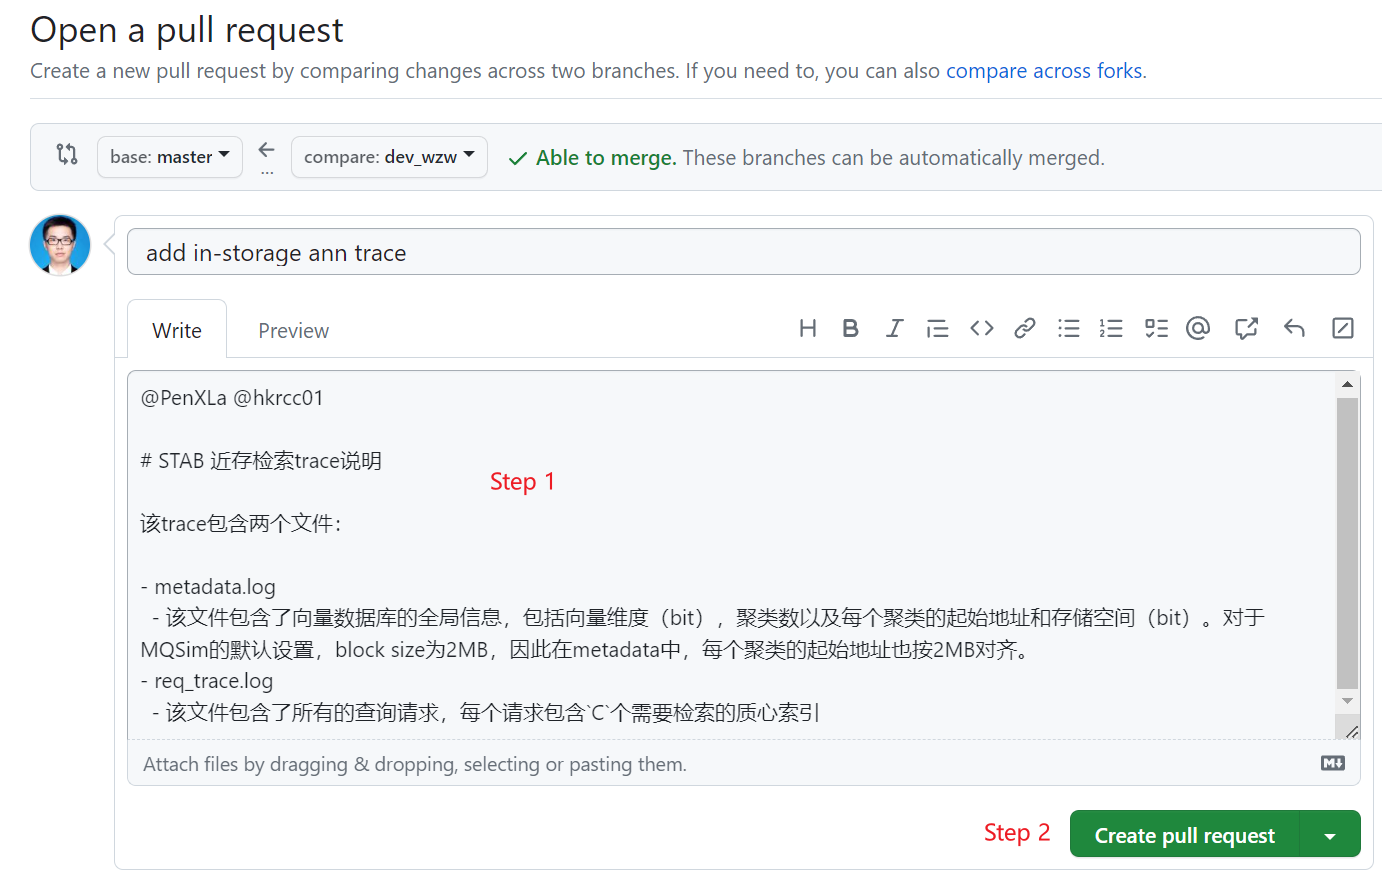 Open a pull request
Create a new pull request by comparing changes across two branches. If you need to, you can also compare across forks.
base: master
...
compare: dev_wzw
Able to merge. These branches can be automatically merged.
add in-storage ann trace
Write
Preview
@PenXLa @hkrcc01
# STAB 近存检索trace说明
Step 1
该trace包含两个文件：
- metadata.log
- 该文件包含了向量数据库的全局信息，包括向量维度（bit），聚类数以及每个聚类的起始地址和存储空间（bit）。对于
MQSim的默认设置，block size为2MB，因此在metadata中，每个聚类的起始地址也按2MB对齐。
- req_trace.log
- 该文件包含了所有的查询请求，每个请求包含`C`个需要检索的质心索引
Attach files by dragging & dropping, selecting or pasting them.
Step 2
Create pull request